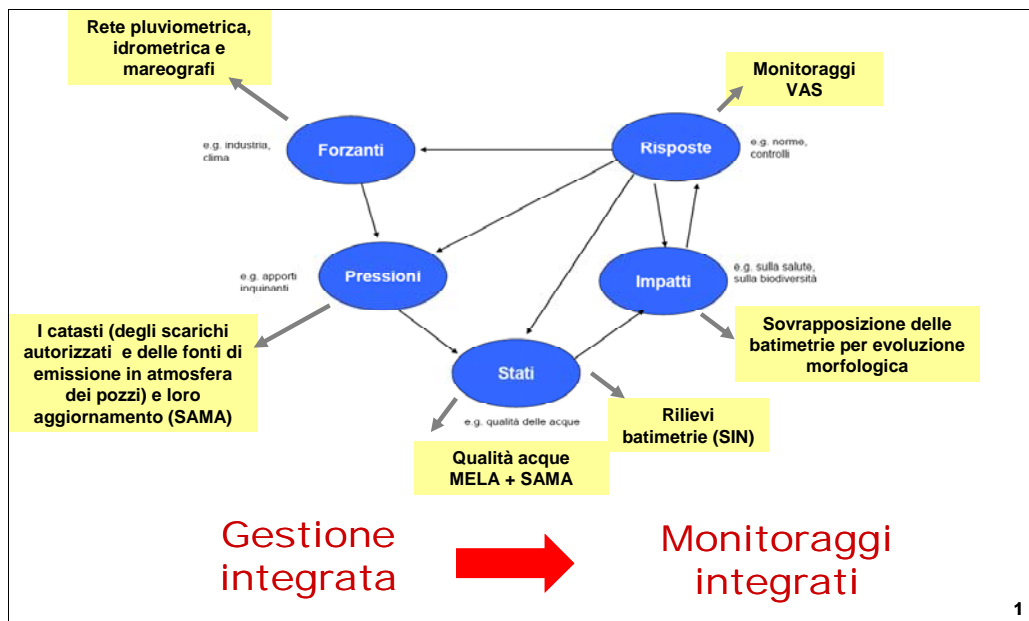 Rete pluviometrica,
idrometrica e
mareografi
Monitoraggi
VAS
e.g. industria,
clima
Forzanti
Risposte
e.g. norme,
controlli
e.g. apporti
inquinanti
Pressioni
Impatti
e.g. sulla salute,
sulla biodiversità
I catasti (degli scarichi
autorizzati e delle fonti di
emissione in atmosfera
dei pozzi) e loro
aggiornamento (SAMA)
Stati
e.g. qualità delle acque
Sovrapposizione delle
batimetrie per evoluzione
morfologica
Rilievi
batimetrie (SIN)
Qualità acque
MELA + SAMA
Gestione
integrata
Monitoraggi
integrati
1